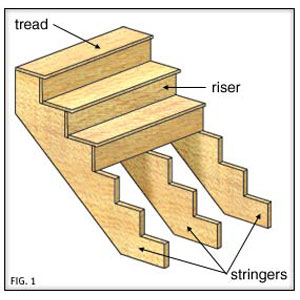 tread
riser
stringers
FIG. 1